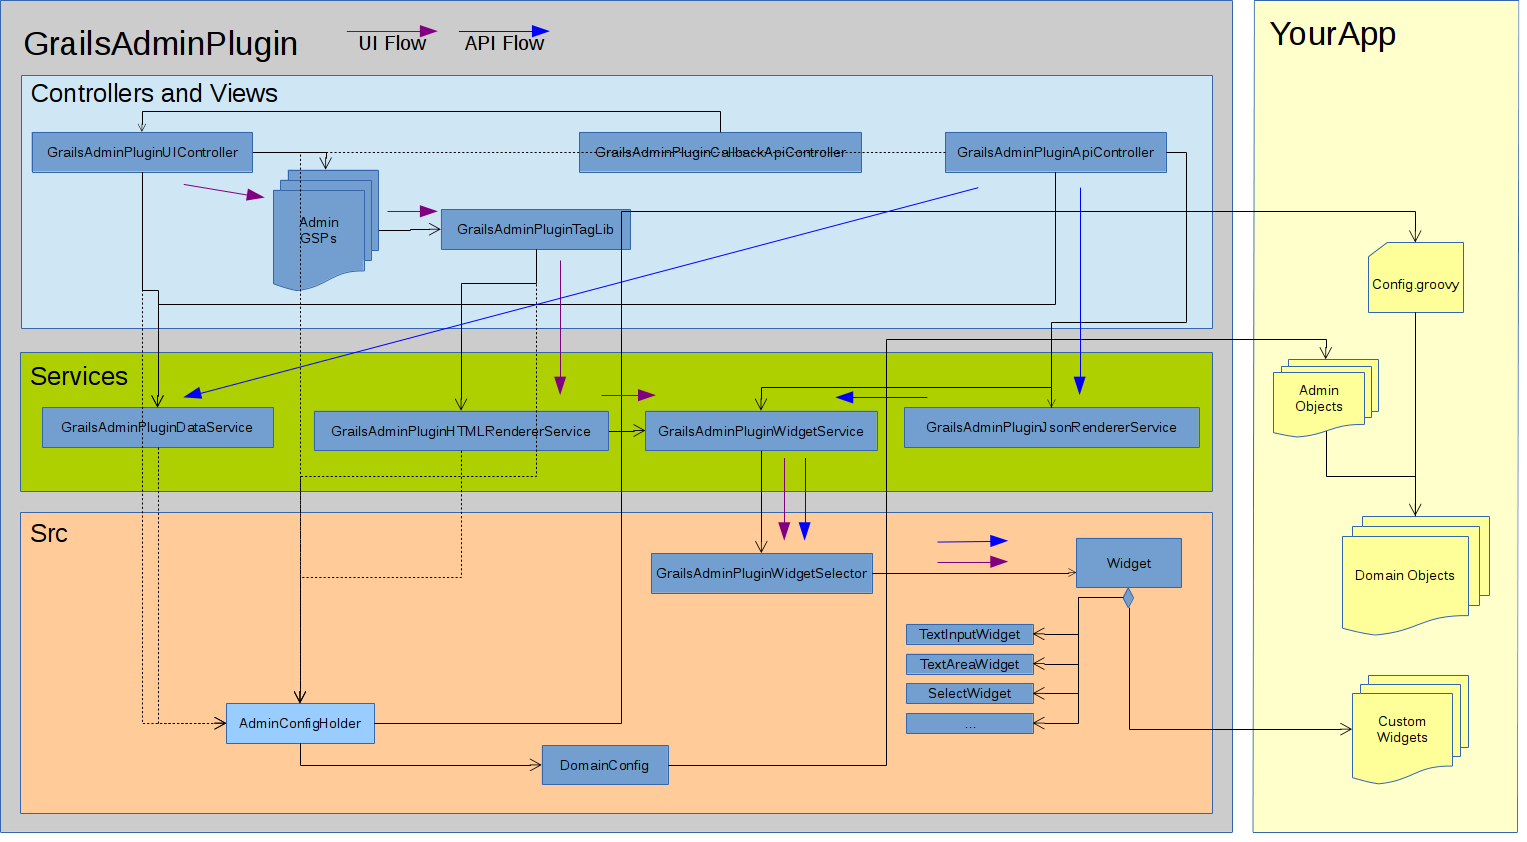 GrailsAdminPlugin
UI Flow
API Flow
YourApp
Controllers and Views
GrailsAdminPluginUIController
GrailsAdminPluginCallbackApiController
GrailsAdminPluginApiController
Admin
GSPs
GrailsAdminPluginTagLib
Config.groovy
Services
GrailsAdminPluginDataService
GrailsAdminPluginHTMLRendererService
GrailsAdminPluginWidgetService
GrailsAdminPluginJsonRendererService
Admin
Objects
Src
GrailsAdminPluginWidgetSelector
Widget
Domain Objects
TextInputWidget
TextAreaWidget
SelectWidget
...
AdminConfigHolder
DomainConfig
Custom
Widgets